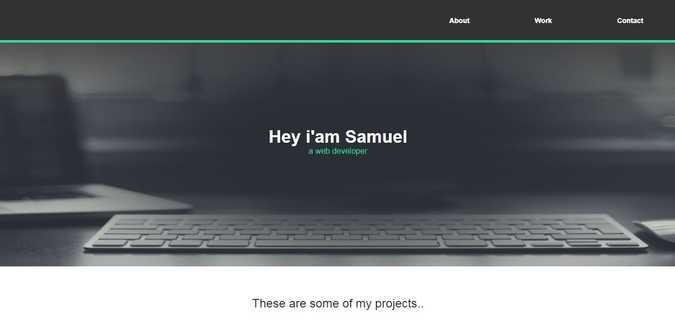 About Work Contact
Hey i'am Samuel
a web developer
These are some of my projects..